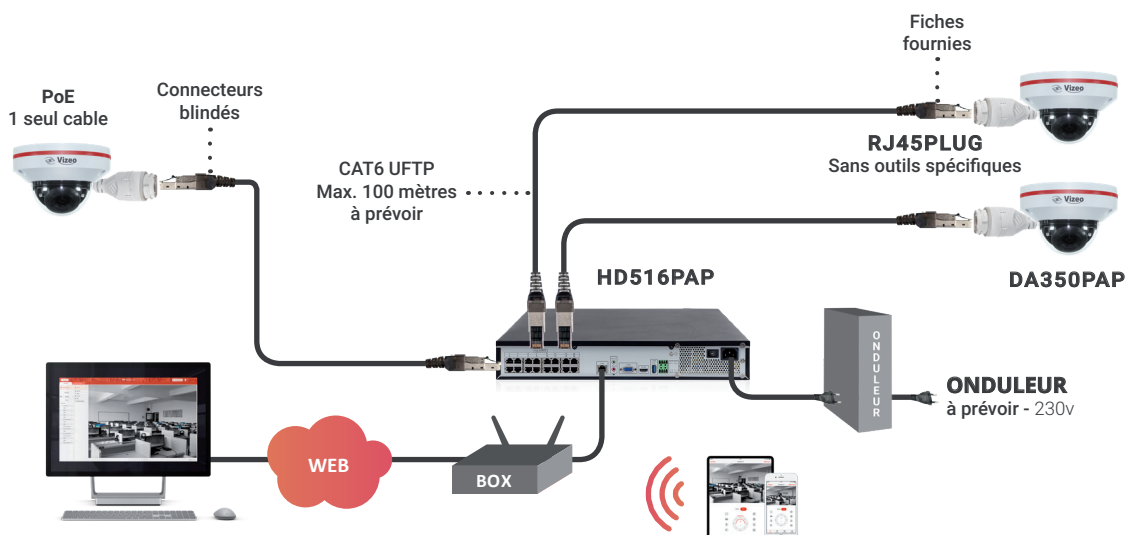 Fiches
fournies
Connecteurs
blindés
PoE
1 seul cable
Vizeo
Vizeo
RJ45PLUG
Sans outils spécifiques
CAT6 UFTP
Max. 100 mètres
à prévoir
Vizeo
HD516PAP
DA350PAP
ONDULEUR
ONDULEUR
à prévoir - 230v
WEB
BOX